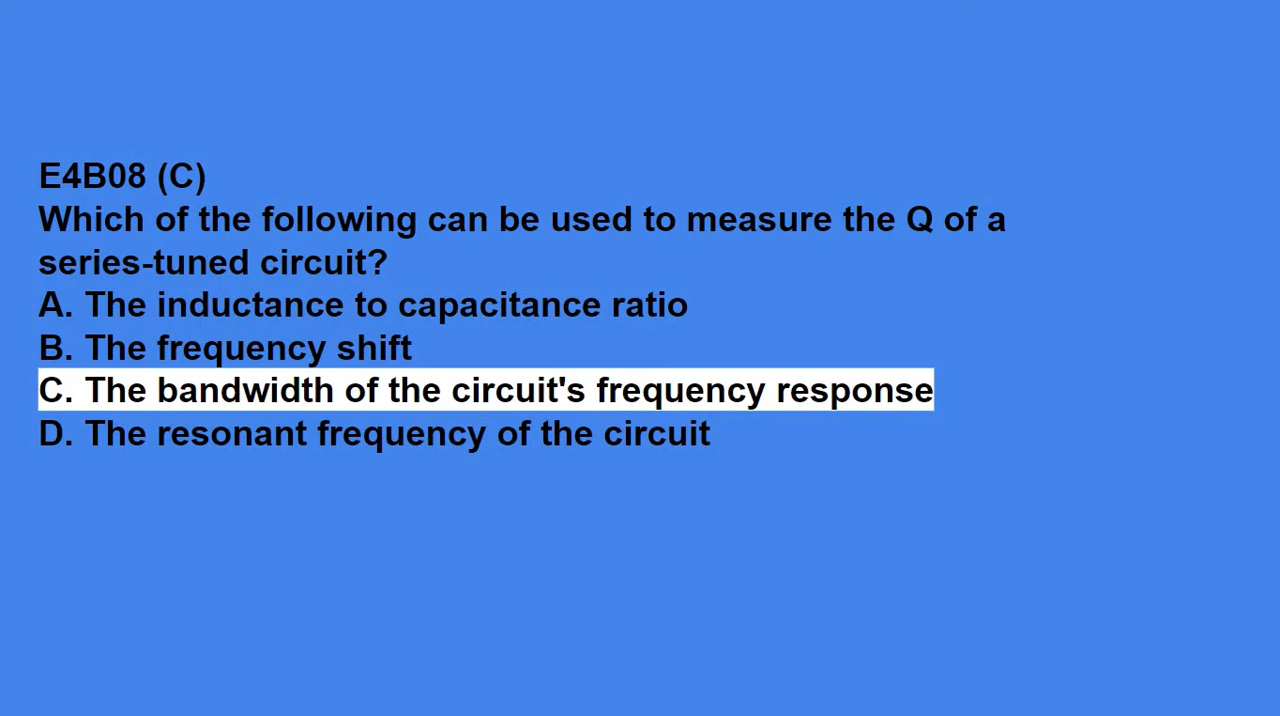 E4B08 (C)
Which of the following can be used to measure the Q of a
series-tuned circuit?
A. The inductance to capacitance ratio
B. The frequency shift
C. The bandwidth of the circuit's frequency response
D. The resonant frequency of the circuit